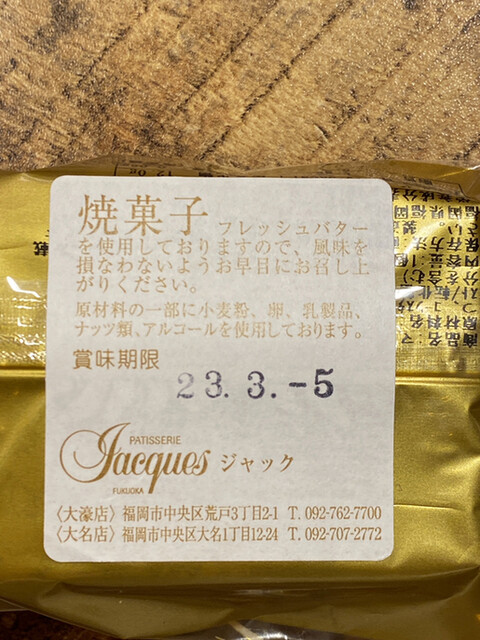 焼菓子 フレッシュバター
を使用しておりますので、風味を
損なわないようお早目にお召し上
がりください。
原材料の一部に小麦粉、卵、乳製品、
ナッツ類、アルコールを使用しております。
賞味期限
23.3.-5
PATISSERIE
Jacques ジャック
FUKUOKA
〈大濠店〉福岡市中央区荒戸3丁目2-1 T. 092-762-7700
〈大名店〉福岡市中央区大名1丁目12-24 T. 092-707-2772